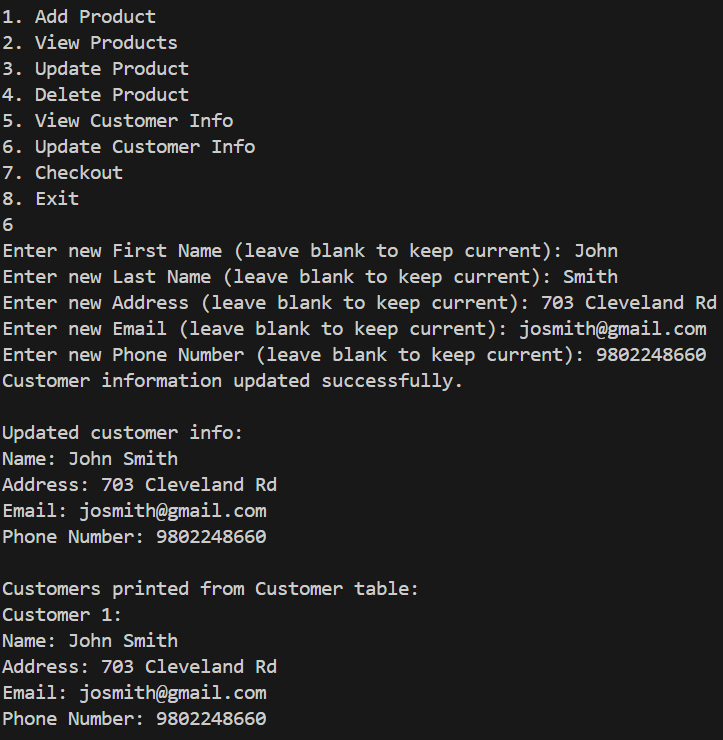 1. Add Product
2. View Products
3. Update Product
4. Delete Product
5. View Customer Info
6. Update Customer Info
7. Checkout
8. Exit
6
Enter new First Name (leave blank to keep current): John
Enter new Last Name (leave blank to keep current): Smith
Enter new Address (leave blank to keep current): 703 Cleveland Rd
Enter new Email (leave blank to keep current): josmith@gmail.com
Enter new Phone Number (leave blank to keep current): 9802248660
Customer information updated successfully.
Updated customer info:
Name: John Smith
Address: 703 Cleveland Rd
Email: josmith@gmail.com
Phone Number: 9802248660
Customers printed from Customer table:
Customer 1:
Name: John Smith
Address: 703 Cleveland Rd
Email: josmith@gmail.com
Phone Number: 9802248660